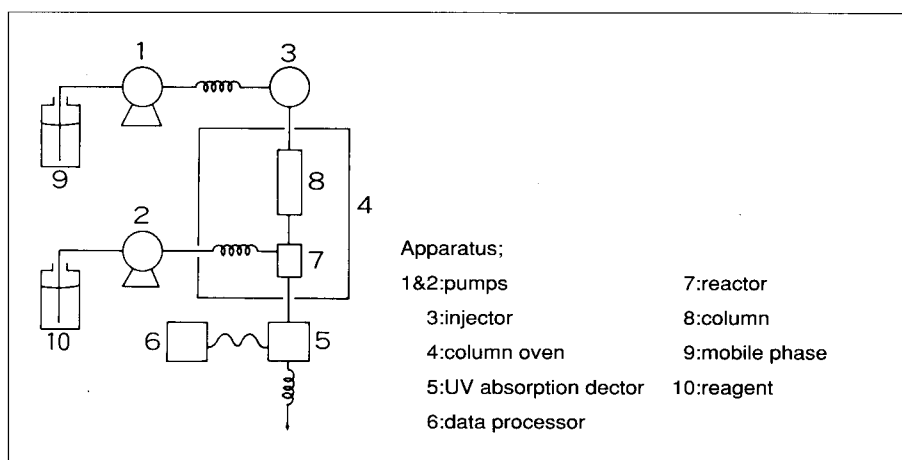 1
3
9
8
4
2
7
10
6
5
Apparatus;
1&2:pumps 7:reactor
3:injector 8:column
4:column oven 9:mobile phase
5:UV absorption dector 10:reagent
6:data processor